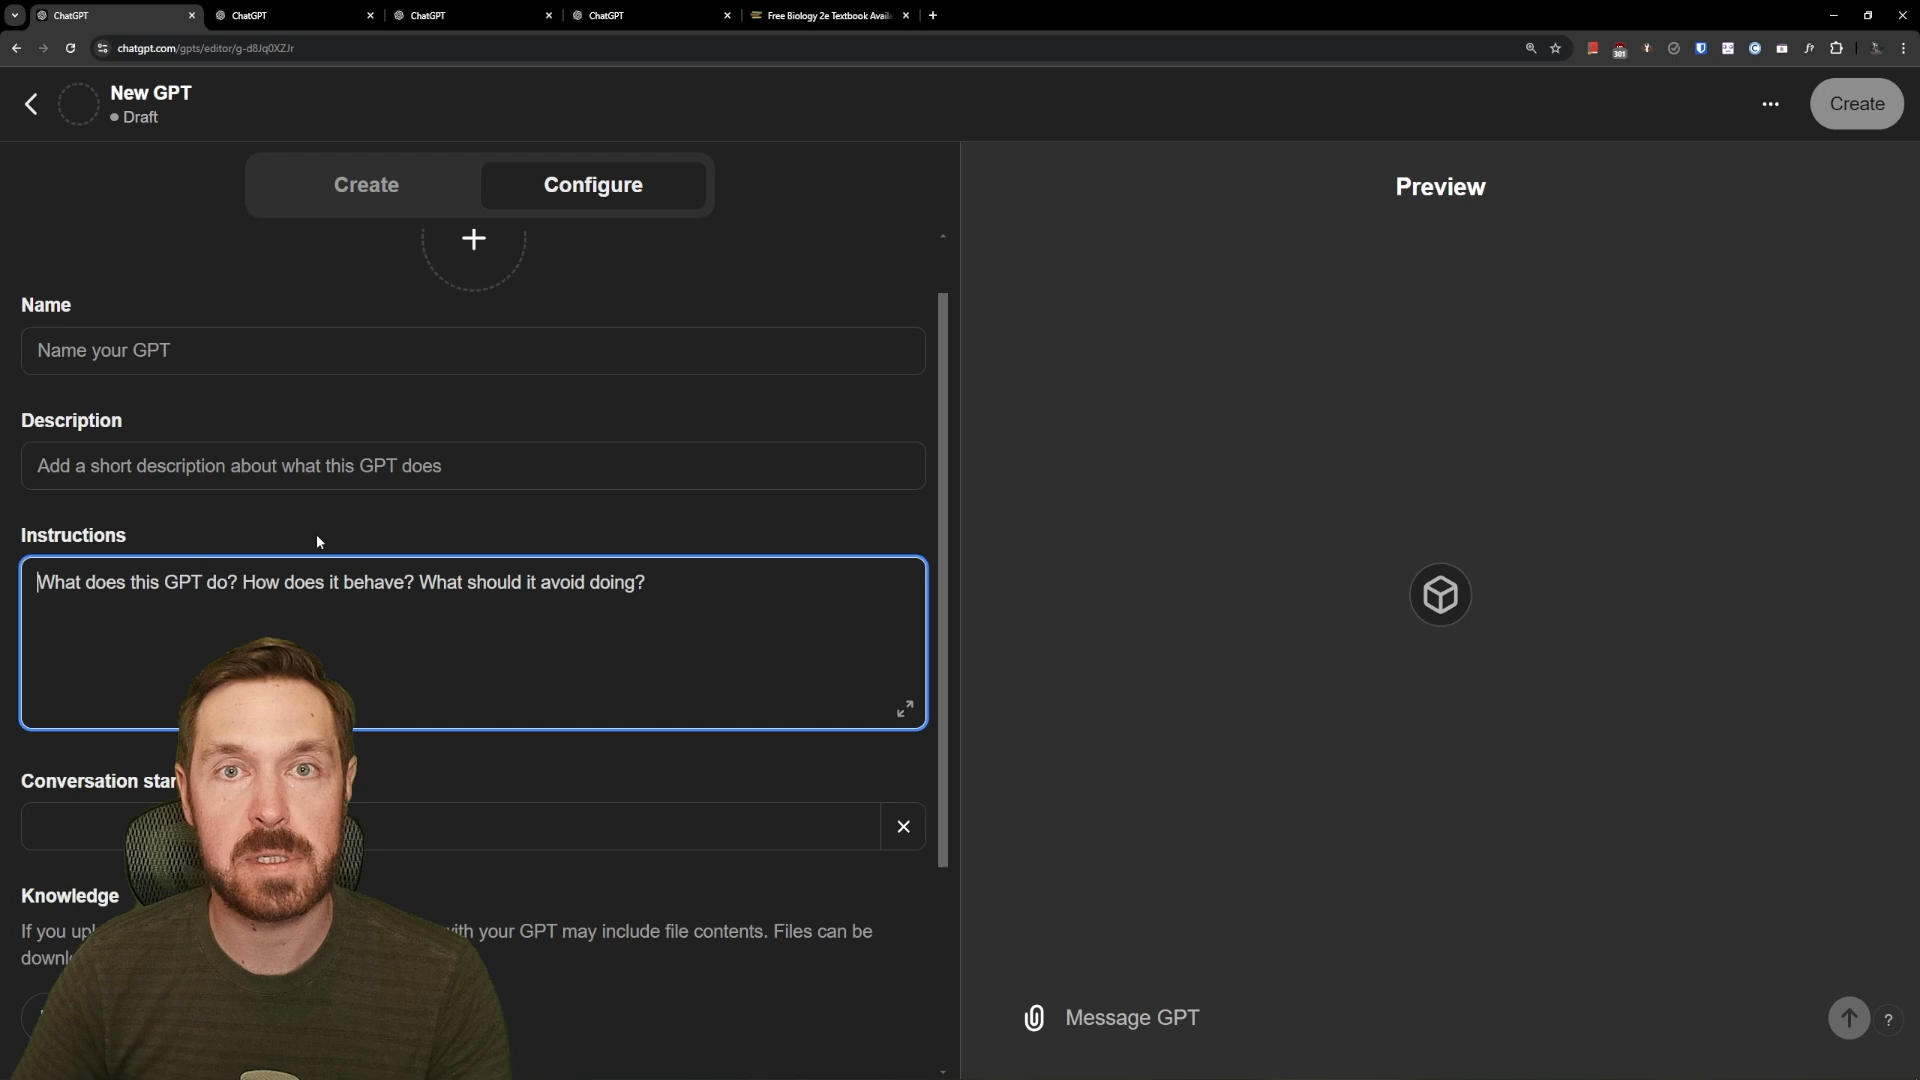 ChatGPT
ChatGPT
ChatGPT
ChatGPT
Free Biology 2e Textbook Avail
chatgpt.com/gpts/editor/g-d8Jq0XZJr
301
New GPT
Draft
Create
Create
Configure
Preview
Name
Name your GPT
Description
Add a short description about what this GPT does
Instructions
What does this GPT do? How does it behave? What should it avoid doing?
Conversation star
Knowledge
If you upl
with your GPT may include file contents. Files can be
downl
Message GPT
?